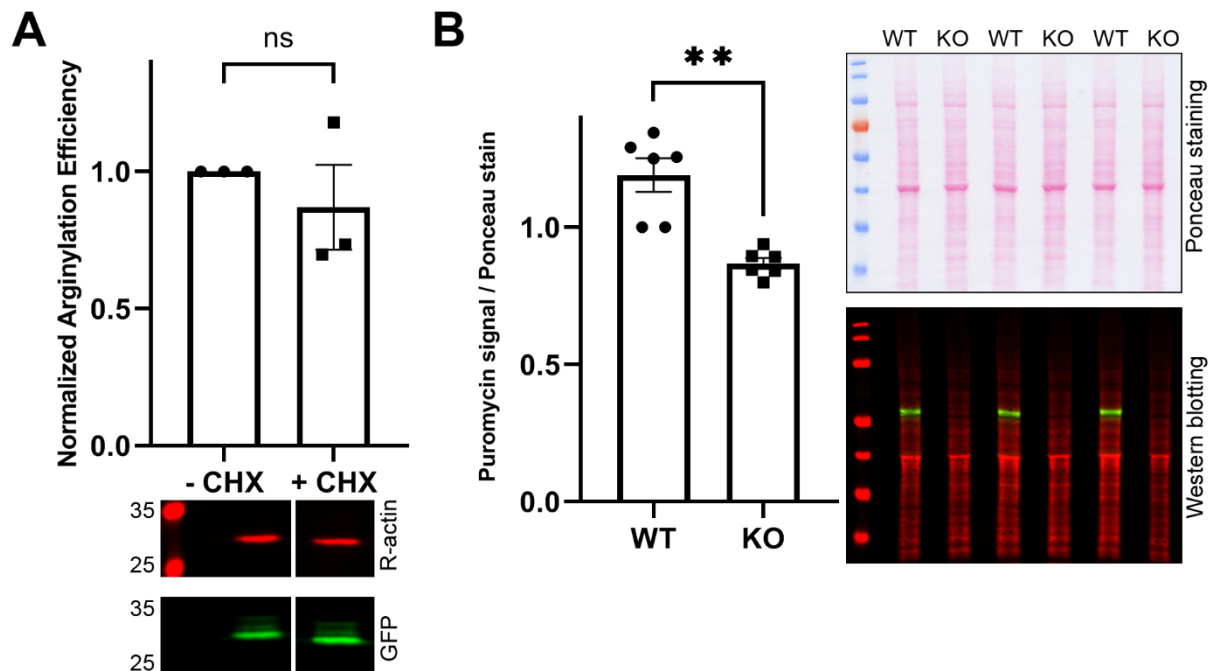 A
ns
Normalized Arginylation Efficiency
1.0
0.5
0.0
- CHX
+ CHX
35
25
R-actin
35
25
GFP
B
**
Puromycin signal / Ponceau stain
1.0
0.5
0.0
WT
KO
WT KO WT KO WT KO
Ponceau staining
Western blotting